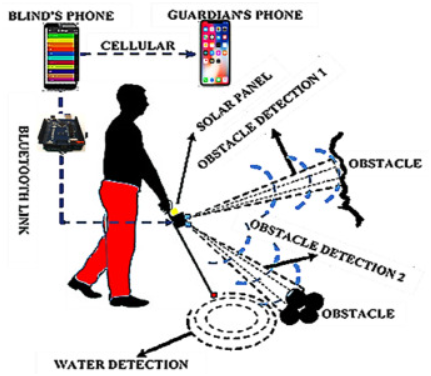 BLIND'S PHONE
GUARDIAN'S PHONE
CELLULAR
BLUETOOTH LINK
SOLAR PANEL
OBSTACLE DETECTION 1
OBSTACLE
OBSTACLE DETECTION 2
OBSTACLE
WATER DETECTION